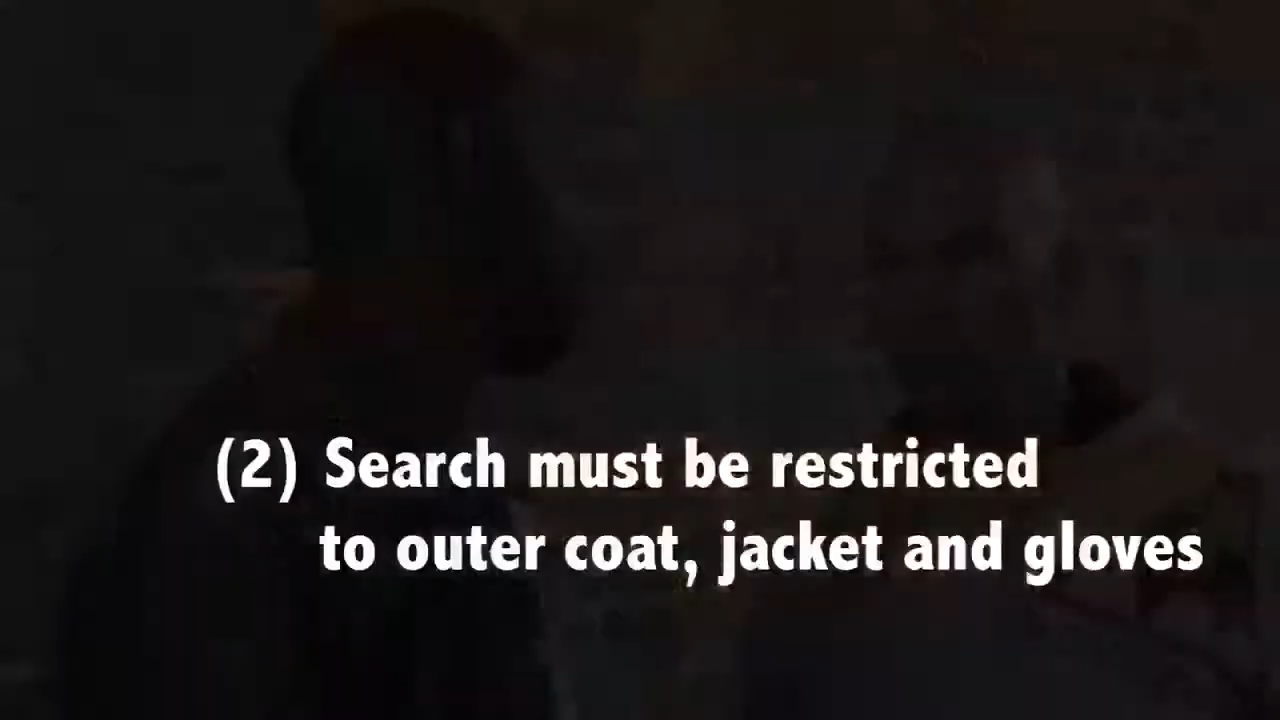 (2) Search must be restricted
to outer coat, jacket and gloves